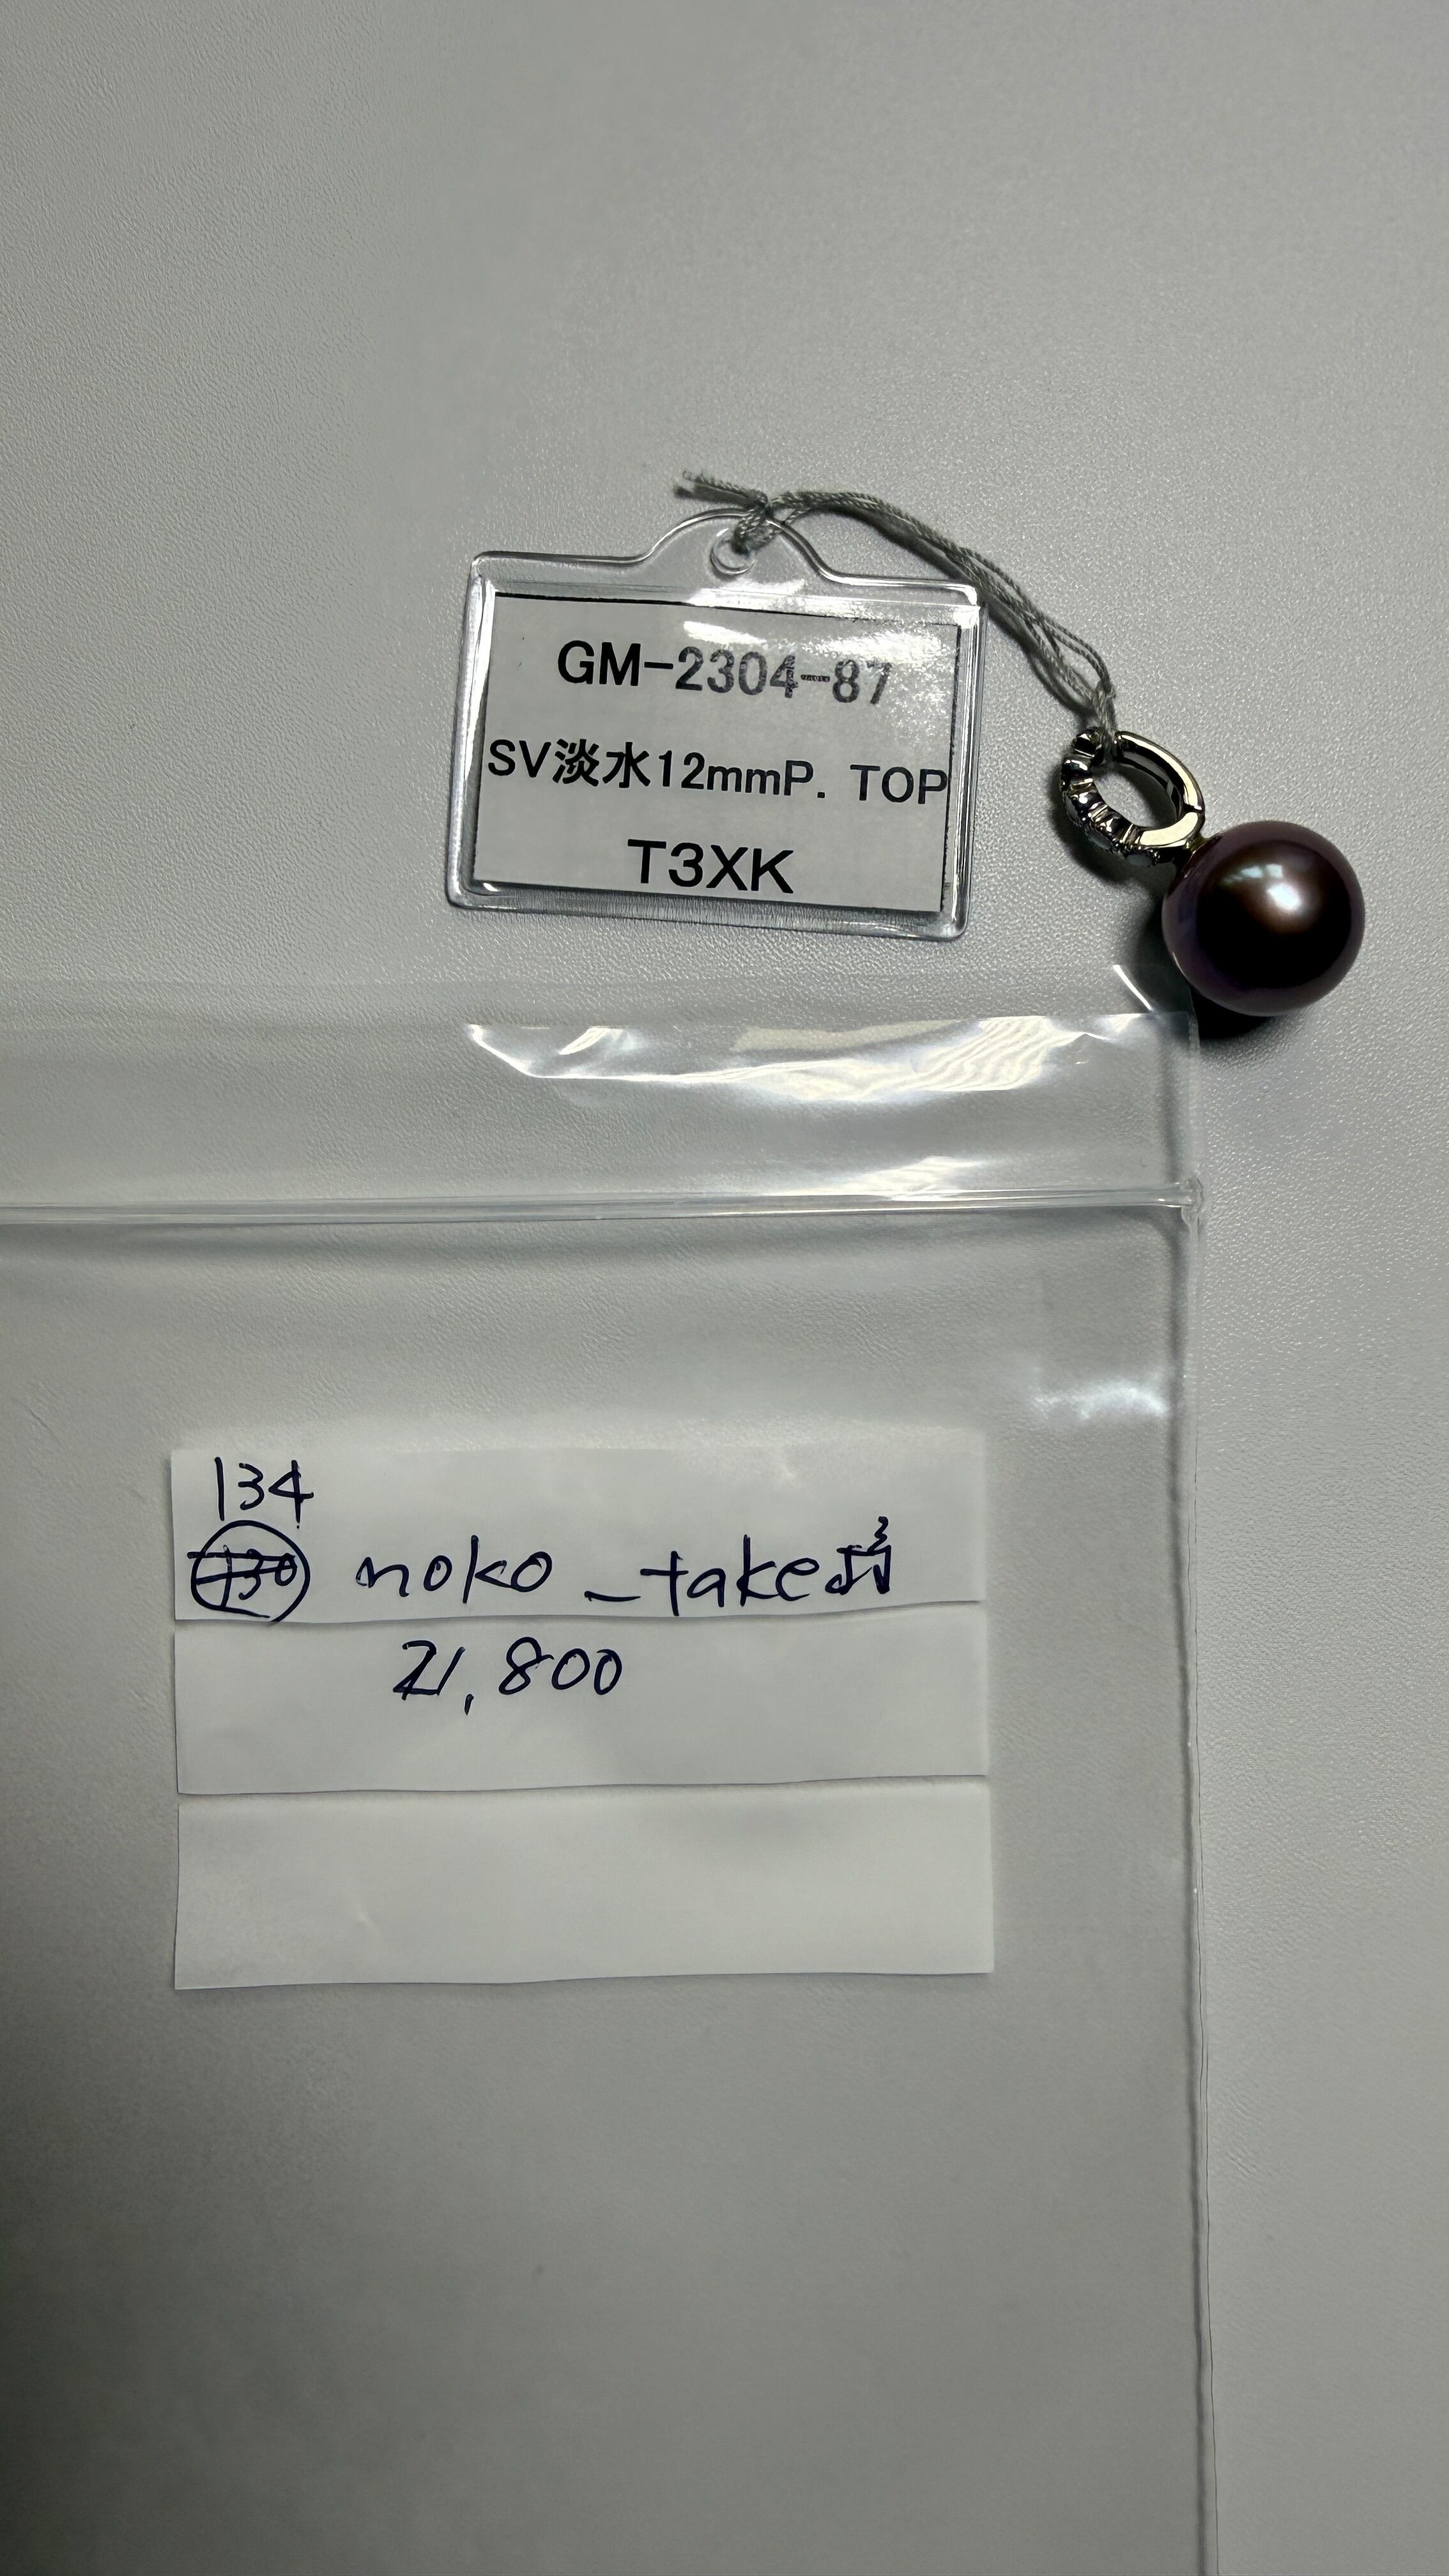 GM-2304-87
SV淡水12mmP. TOP
T3XK
134
130 noko_take
21,800